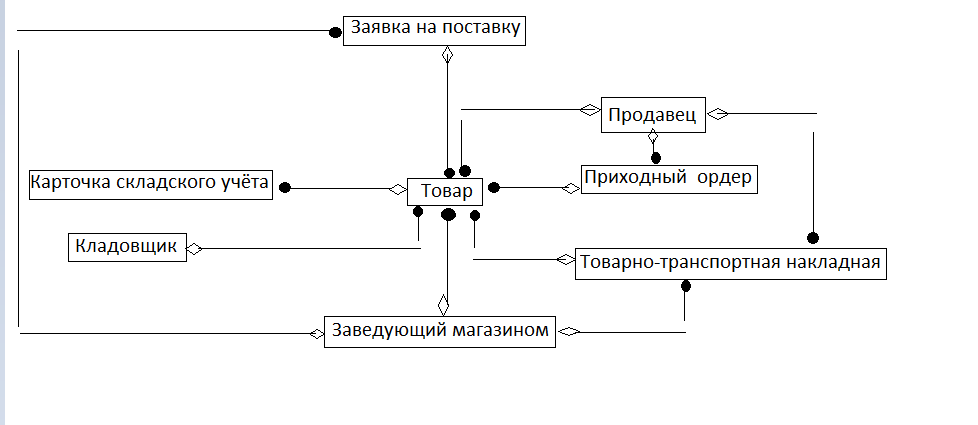 Заявка на поставку
Продавец
Приходный ордер
Карточка складского учёта
Товар
Кладовщик
Товарно-транспортная накладная
Заведующий магазином